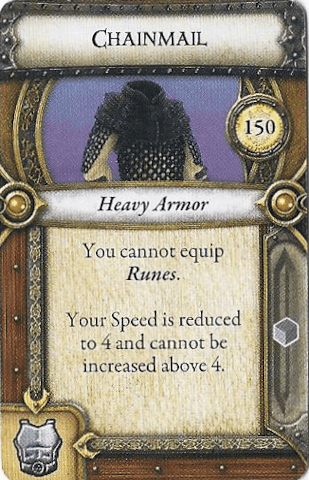 Chainmail
150
Heavy Armor
You cannot equip
Runes.
Your Speed is reduced
to 4 and cannot be
increased above 4.